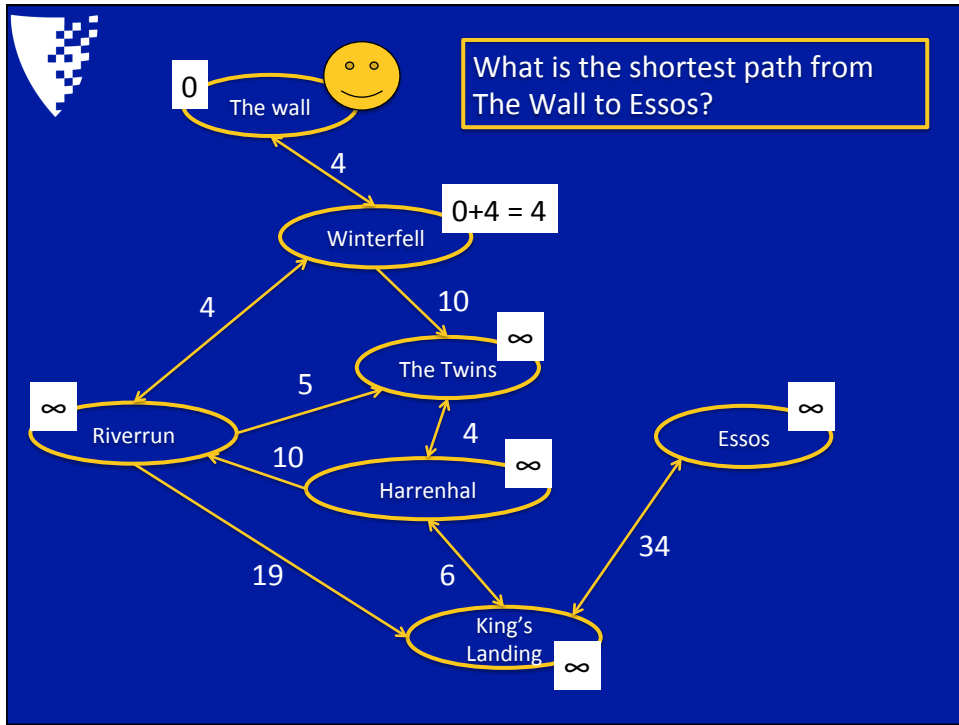 What is the shortest path from
The Wall to Essos?
0
The wall
4
0+4 = 4
Winterfell
4
10
∞
The Twins
5
∞
Riverrun
∞
Essos
4
10
∞
Harrenhal
34
19
6
King’s
Landing
∞